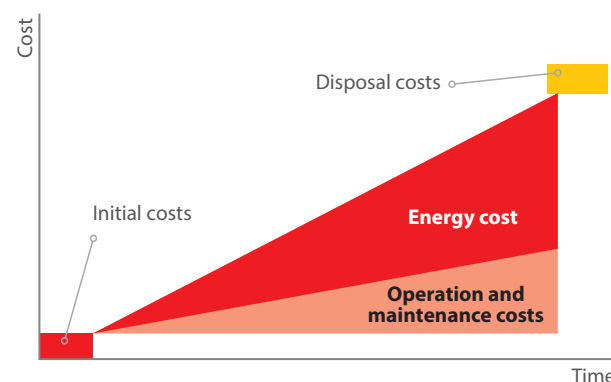 Cost
Disposal costs
Initial costs
Energy cost
Operation and
maintenance costs
Time